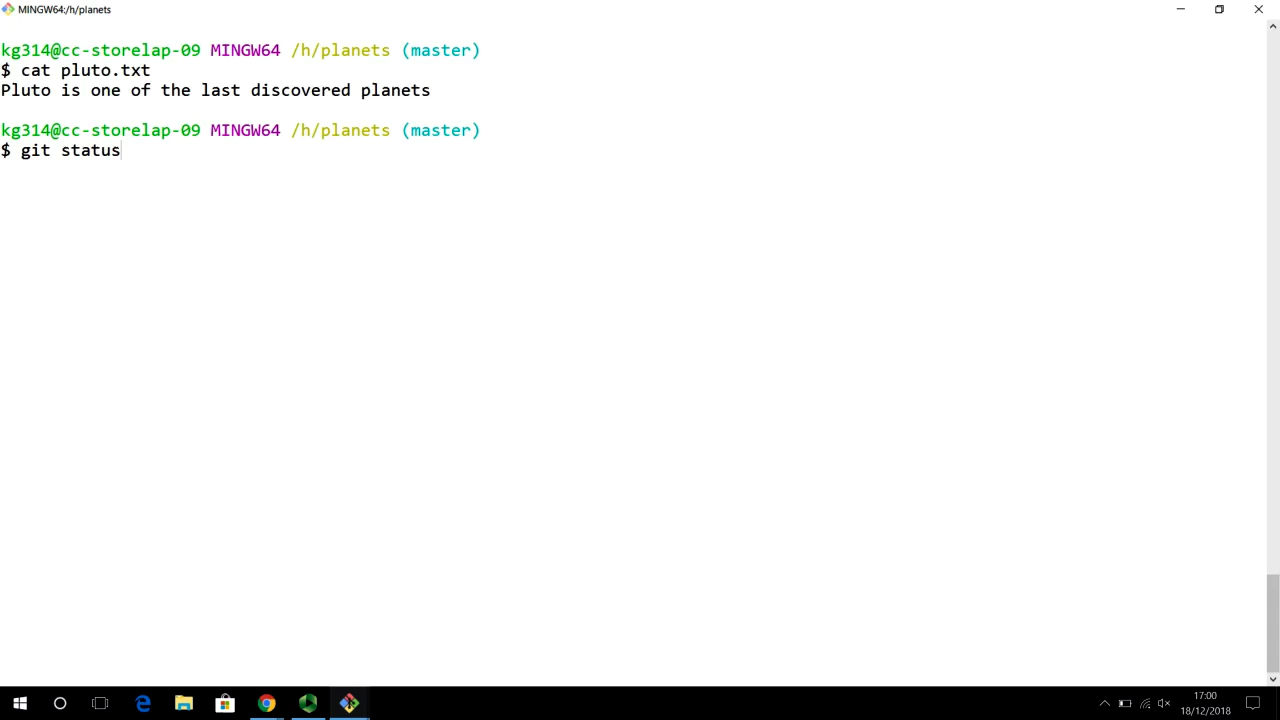 MINGW64:/h/planets
kg314@cc-storelap-09 MINGW64 /h/planets (master)
$ cat pluto.txt
Pluto is one of the last discovered planets
kg314@cc-storelap-09 MINGW64 /h/planets (master)
$ git status
17:00
18/12/2018